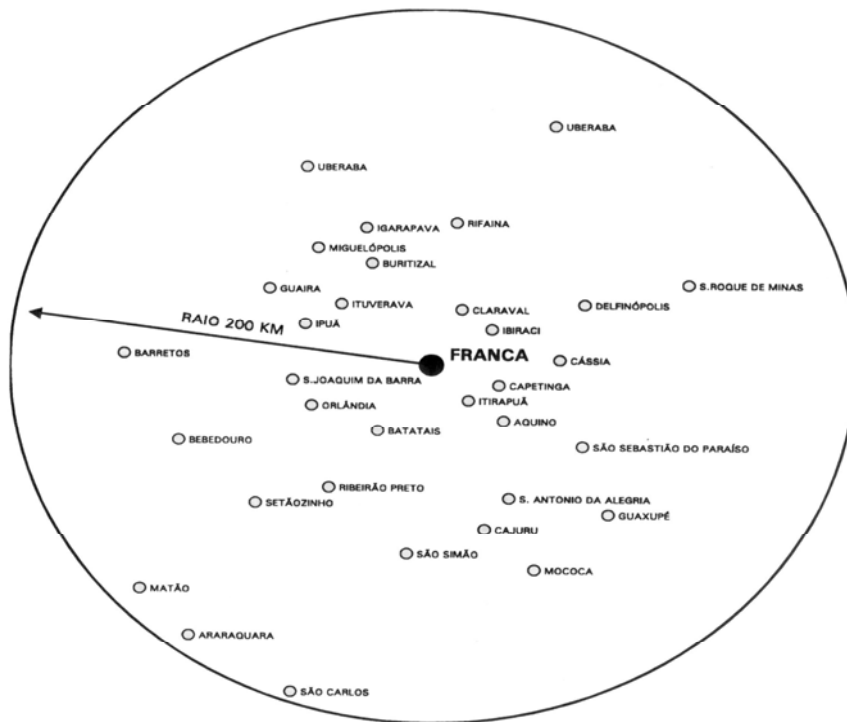 UBERABA
UBERABA
IGARAPAVA
RIFAINA
MIGUELÓPOLIS
BURITIZAL
GUAIRA
S.ROQUE DE MINAS
ITUVERAVA
CLARAVAL
DELFINÓPOLIS
RAIO 200 KM
IPUÃ
IBIRACI
BARRETOS
FRANCA
CÁSSIA
S.JOAQUIM DA BARRA
CAPETINGA
ITIRAPUÃ
ORLÂNDIA
AQUINO
BATATAIS
BEBEDOURO
SÃO SEBASTIÃO DO PARAÍSO
RIBEIRÃO PRETO
SETÃOZINHO
S. ANTONIO DA ALEGRIA
GUAXUPÉ
CAJURU
SÃO SIMÃO
MOCOCA
MATÃO
ARARAQUARA
SÃO CARLOS